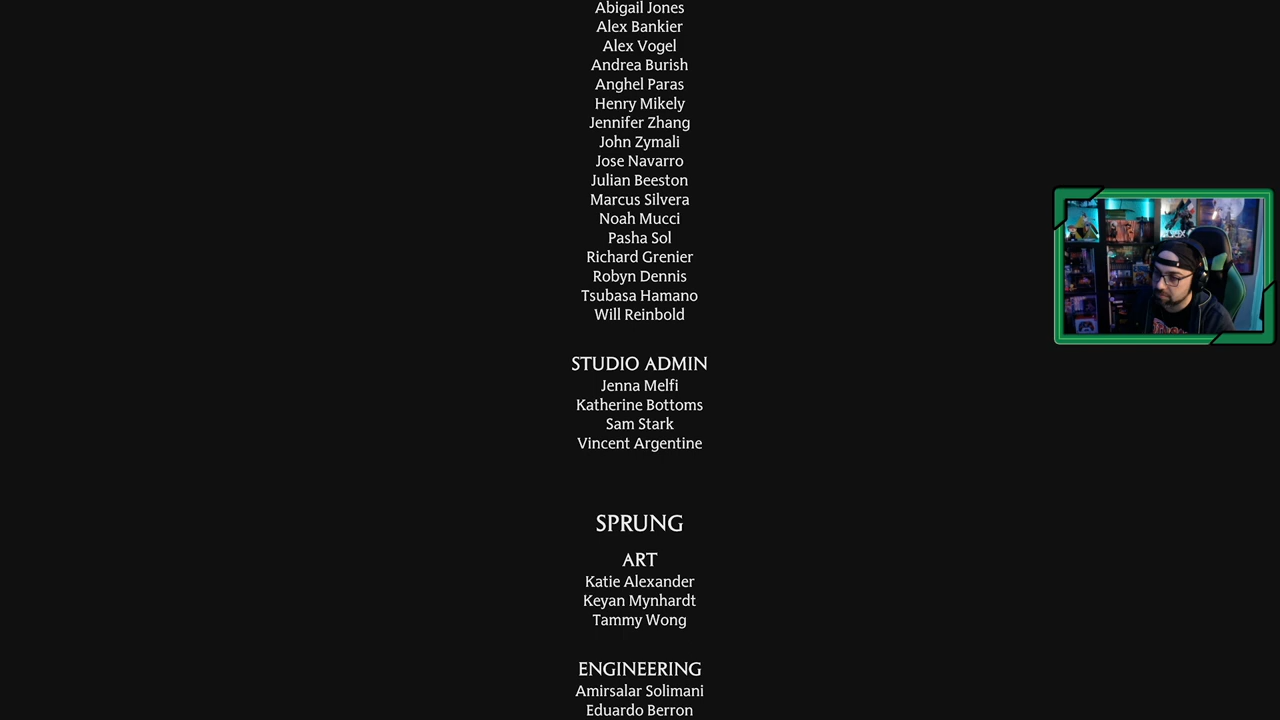 Abigail Jones
Alex Bankier
Alex Vogel
Andrea Burish
Anghel Paras
Henry Mikely
Jennifer Zhang
John Zymali
Jose Navarro
Julian Beeston
Marcus Silvera
Noah Mucci
Pasha Sol
Richard Grenier
Robyn Dennis
Tsubasa Hamano
Will Reinbold
STUDIO ADMIN
Jenna Melfi
Katherine Bottoms
Sam Stark
Vincent Argentine
SPRUNG
ART
Katie Alexander
Keyan Mynhardt
Tammy Wong
ENGINEERING
Amirsalar Solimani
Eduardo Berron